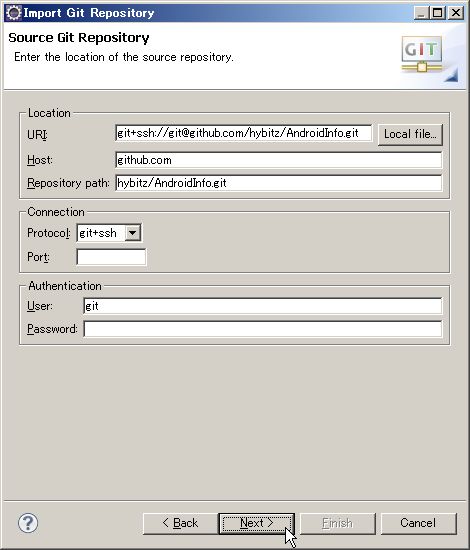 Import Git Repository
Source Git Repository
Enter the location of the source repository.
GIT
Location
URI: git+ssh://git@github.com/hybitz/AndroidInfo.git Local file...
Host: github.com
Repository path: hybitz/AndroidInfo.git
Connection
Protocol: git+ssh
Port:
Authentication
User: git
Password:
? < Back Next > Finish Cancel